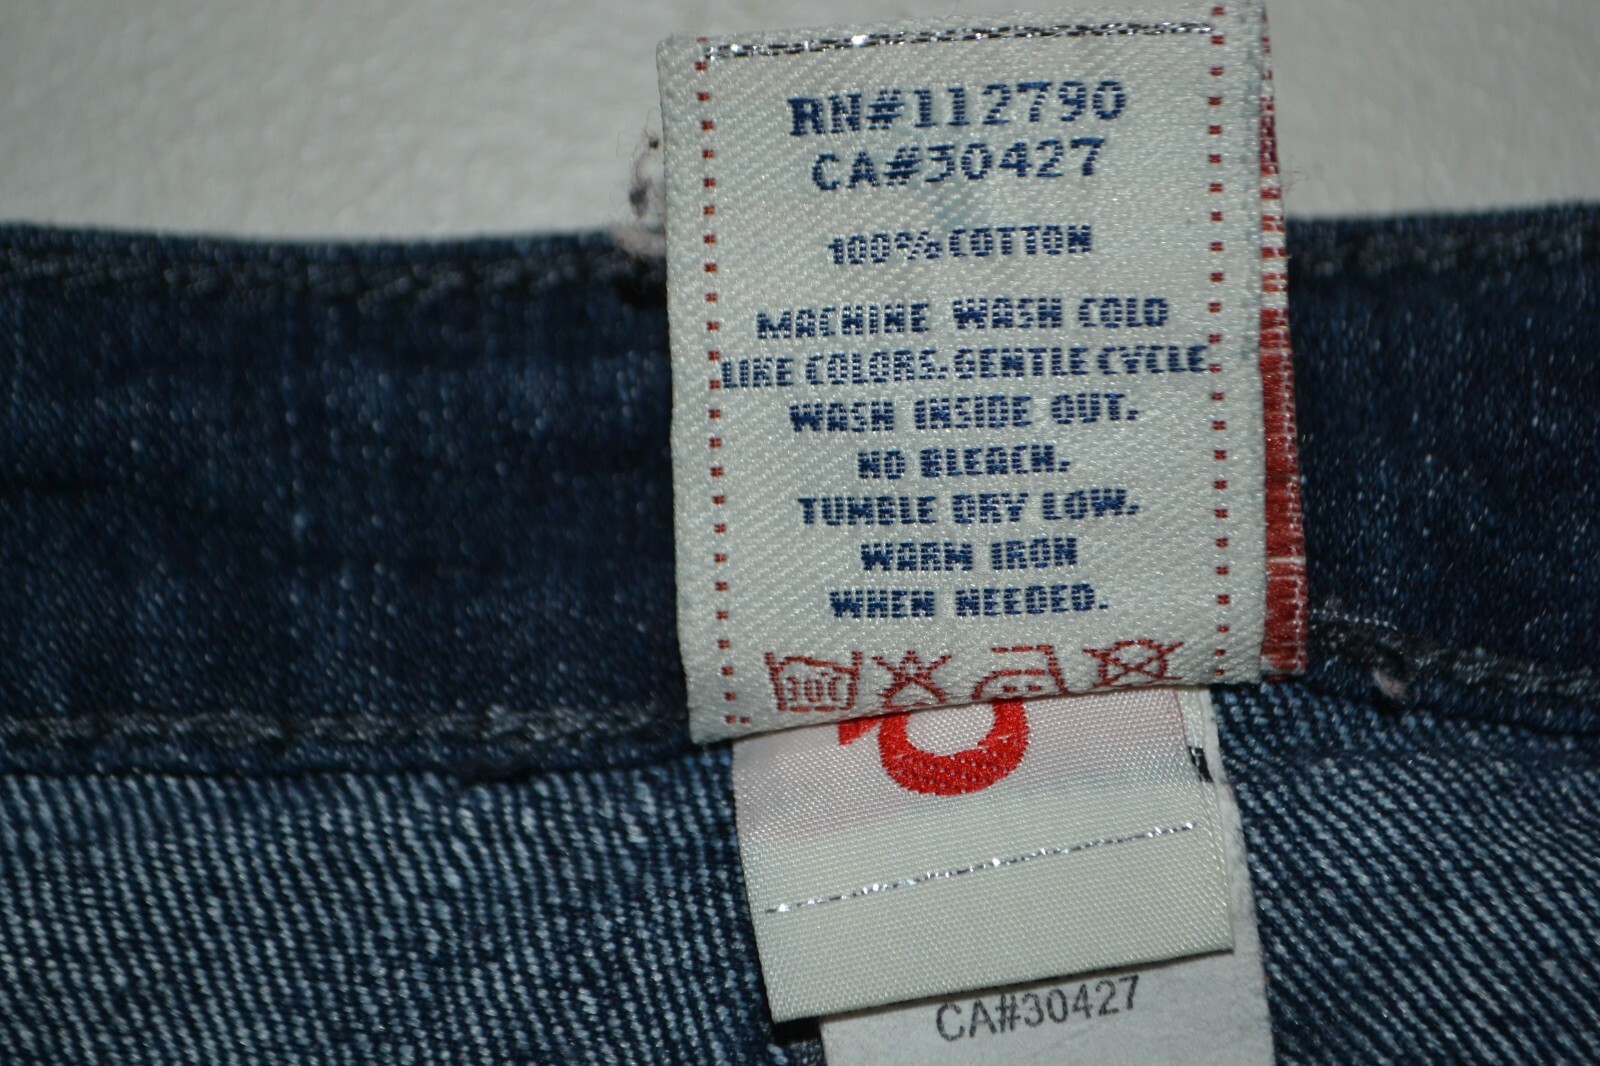 RN#112790
CA#30427
100% COTTON
MACHINE WASH COLD
LIKE COLORS. GENTLE CYCLE
WASH INSIDE OUT.
NO BLEACH.
TUMBLE DRY LOW.
WARM IRON
WHEN NEEDED.
30C
CA#30427